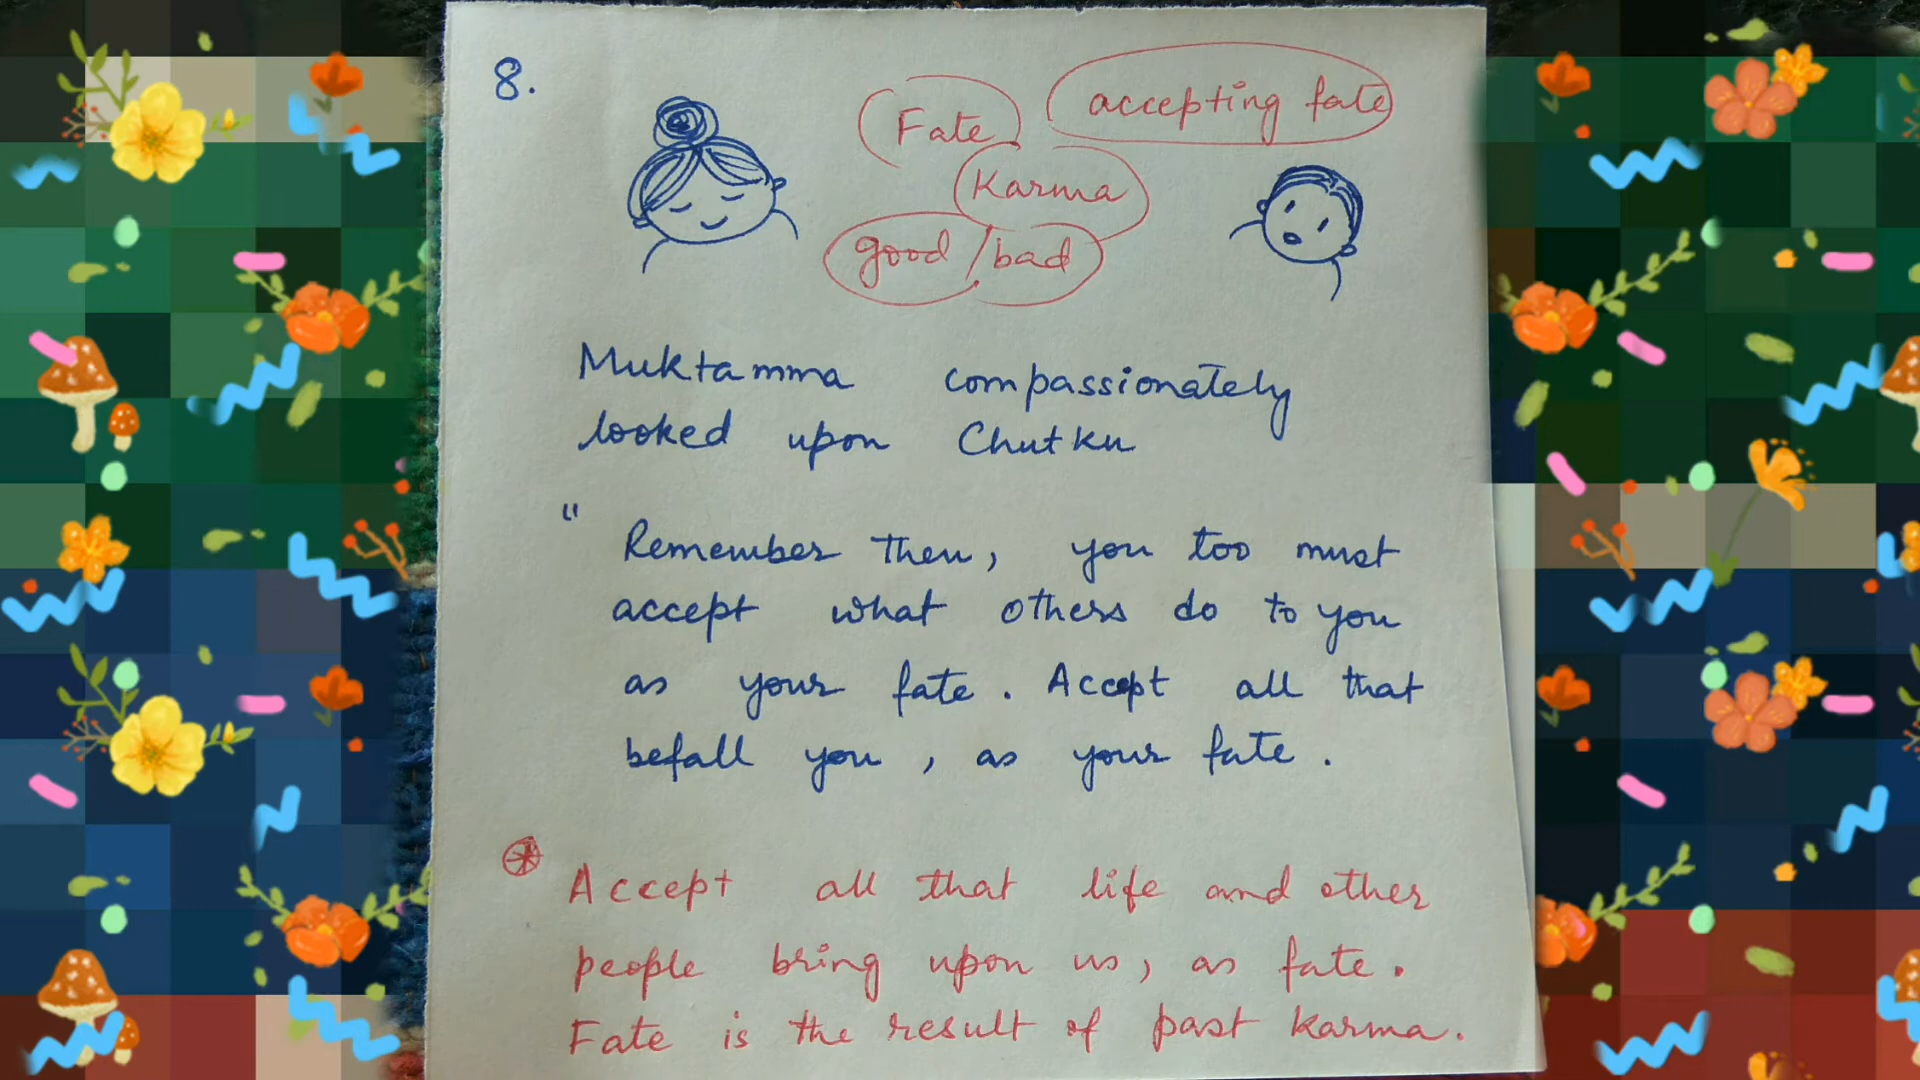 8.
Fate
accepting fate
Karma
good / bad
Muktamma compassionately
looked upon Chutku
" Remember then, you too must
accept what others do to you
as your fate. Accept all that
befall you, as your fate.
Accept all that life and other
people bring upon us, as fate.
Fate is the result of past karma.